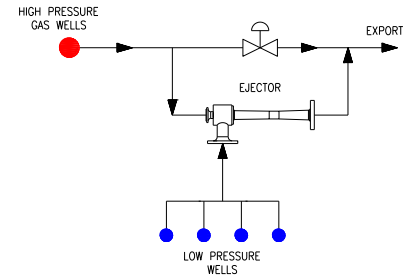 HIGH PRESSURE
GAS WELLS
EXPORT
EJECTOR
LOW PRESSURE
WELLS